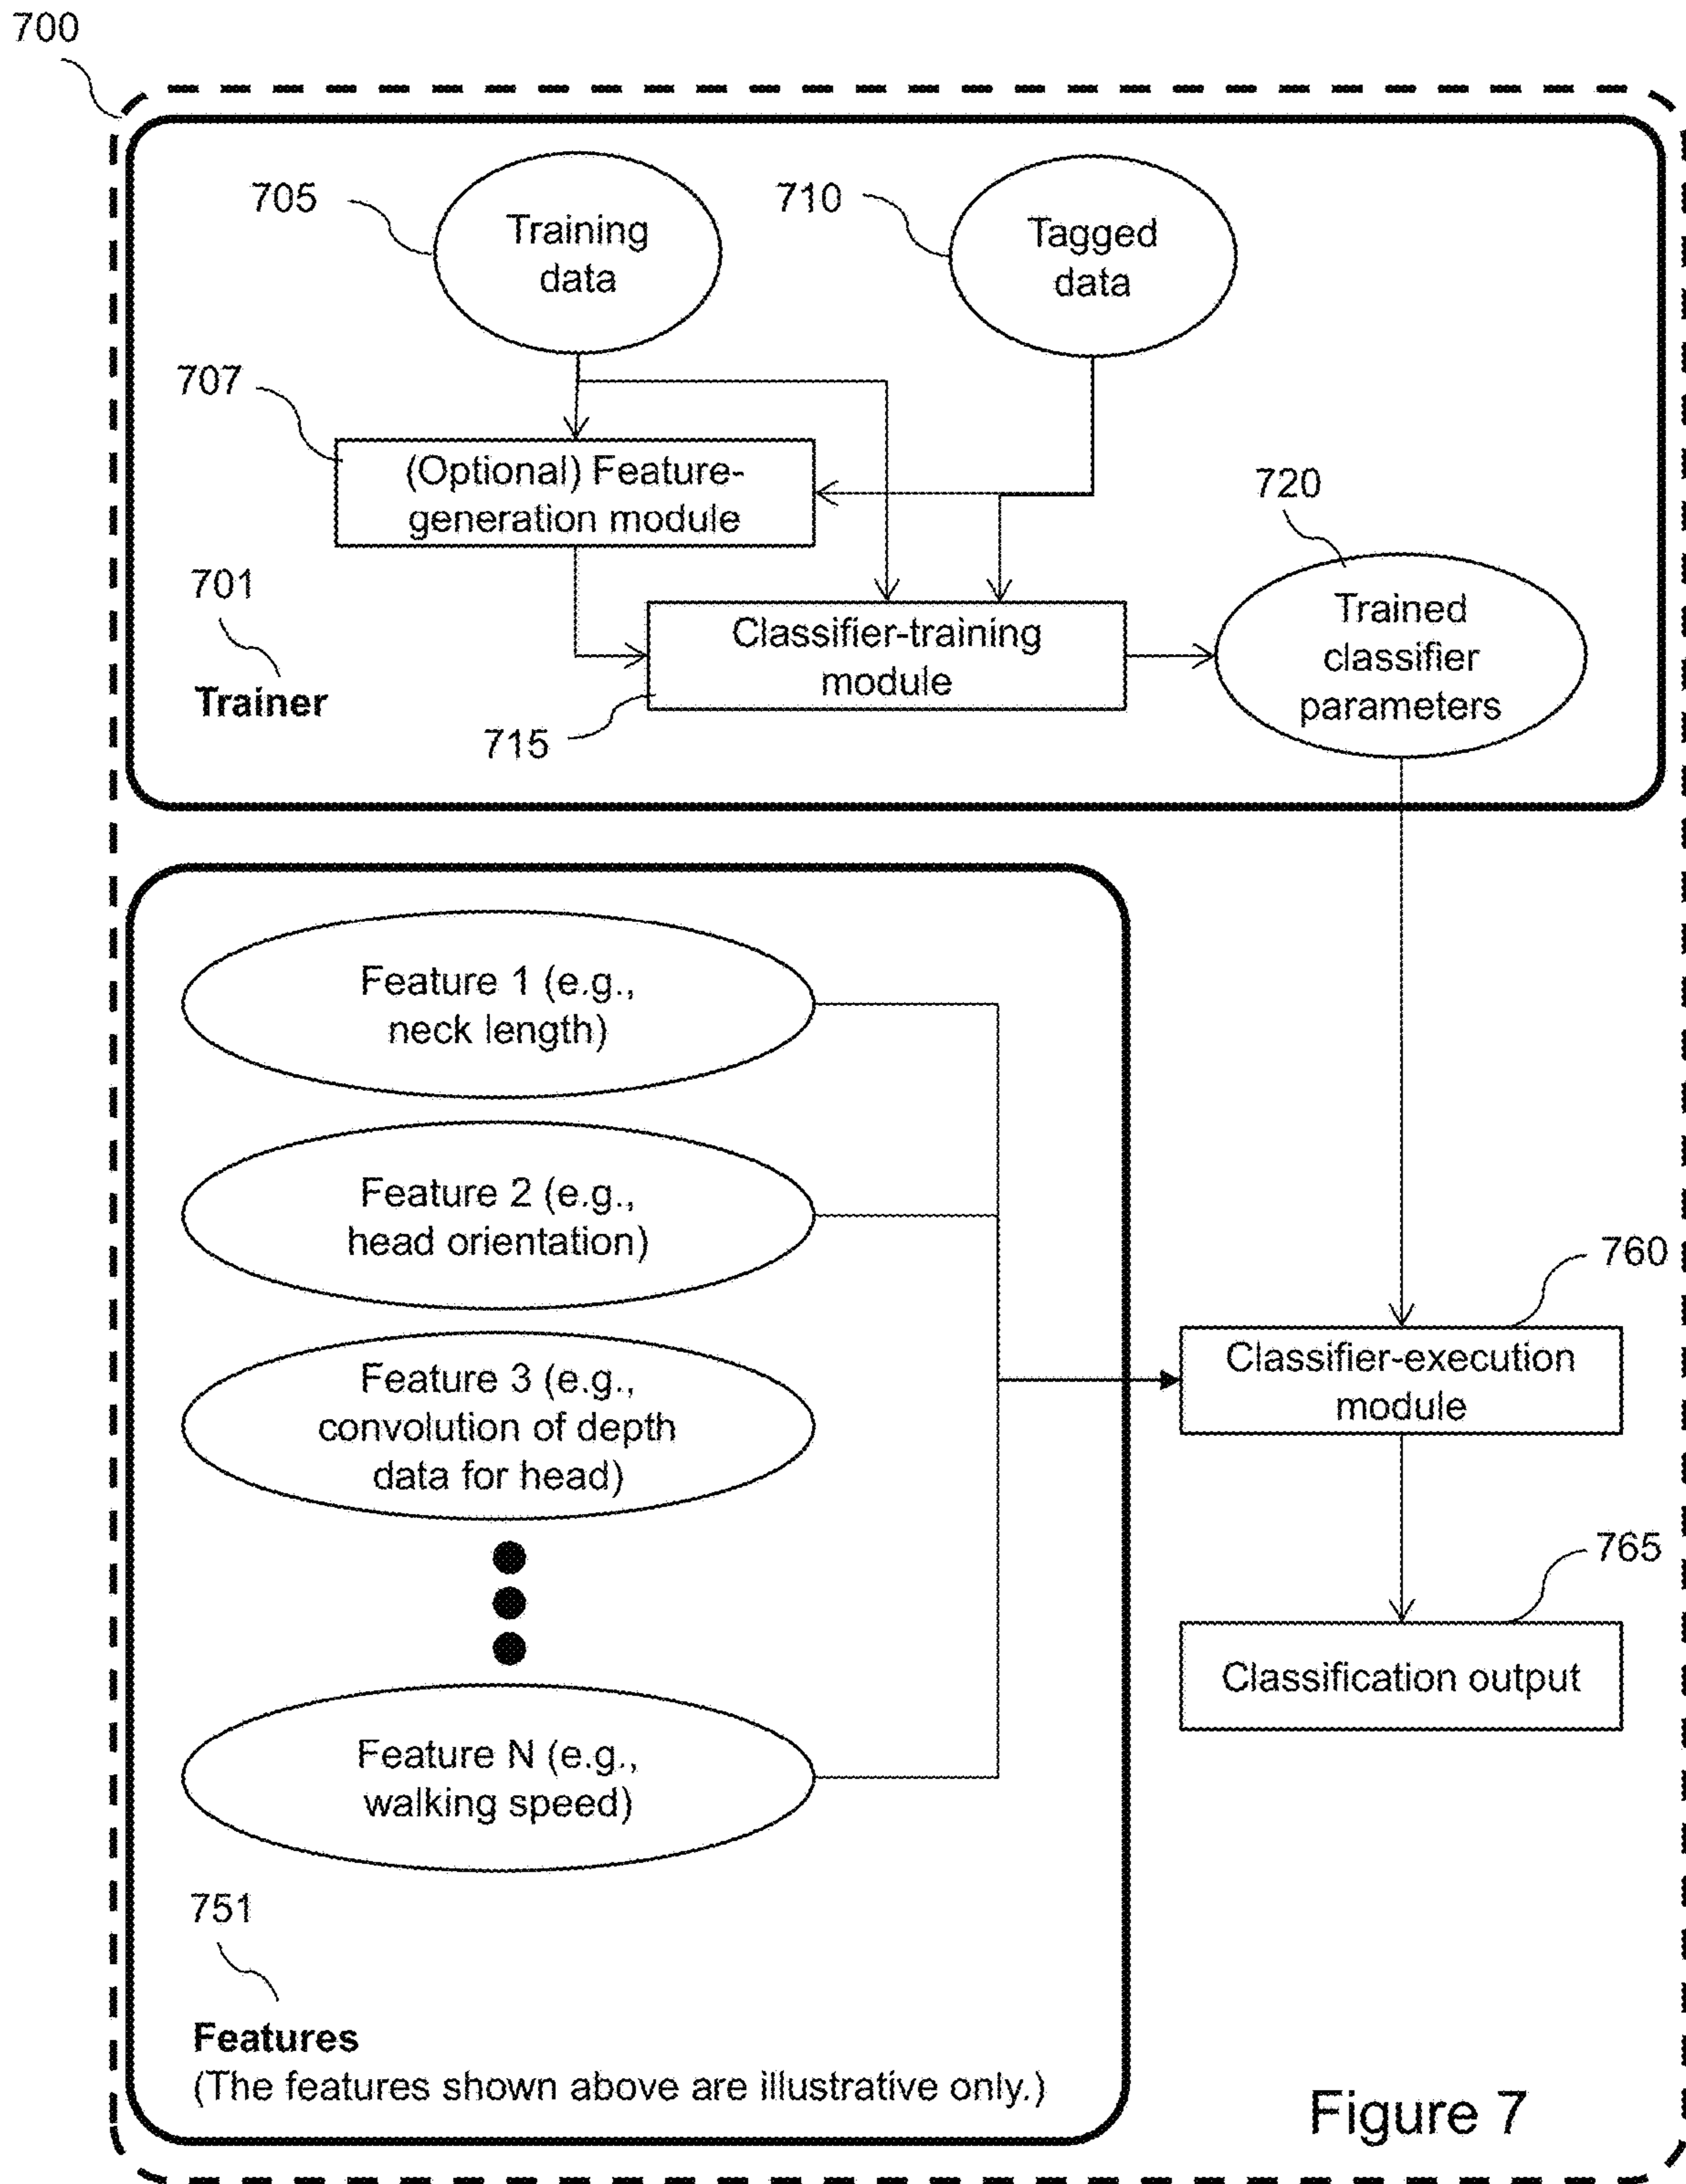 700
705
Training
data
710
Tagged
data
707
(Optional) Feature-
generation module
720
701
Trainer
Classifier-training
module
715
Trained
classifier
parameters
Feature 1 (e.g.,
neck length)
Feature 2 (e.g.,
head orientation)
760
Feature 3 (e.g.,
convolution of depth
data for head)
Classifier-execution
module
765
Classification output
Feature N (e.g.,
walking speed)
751
Features
(The features shown above are illustrative only.)
Figure 7